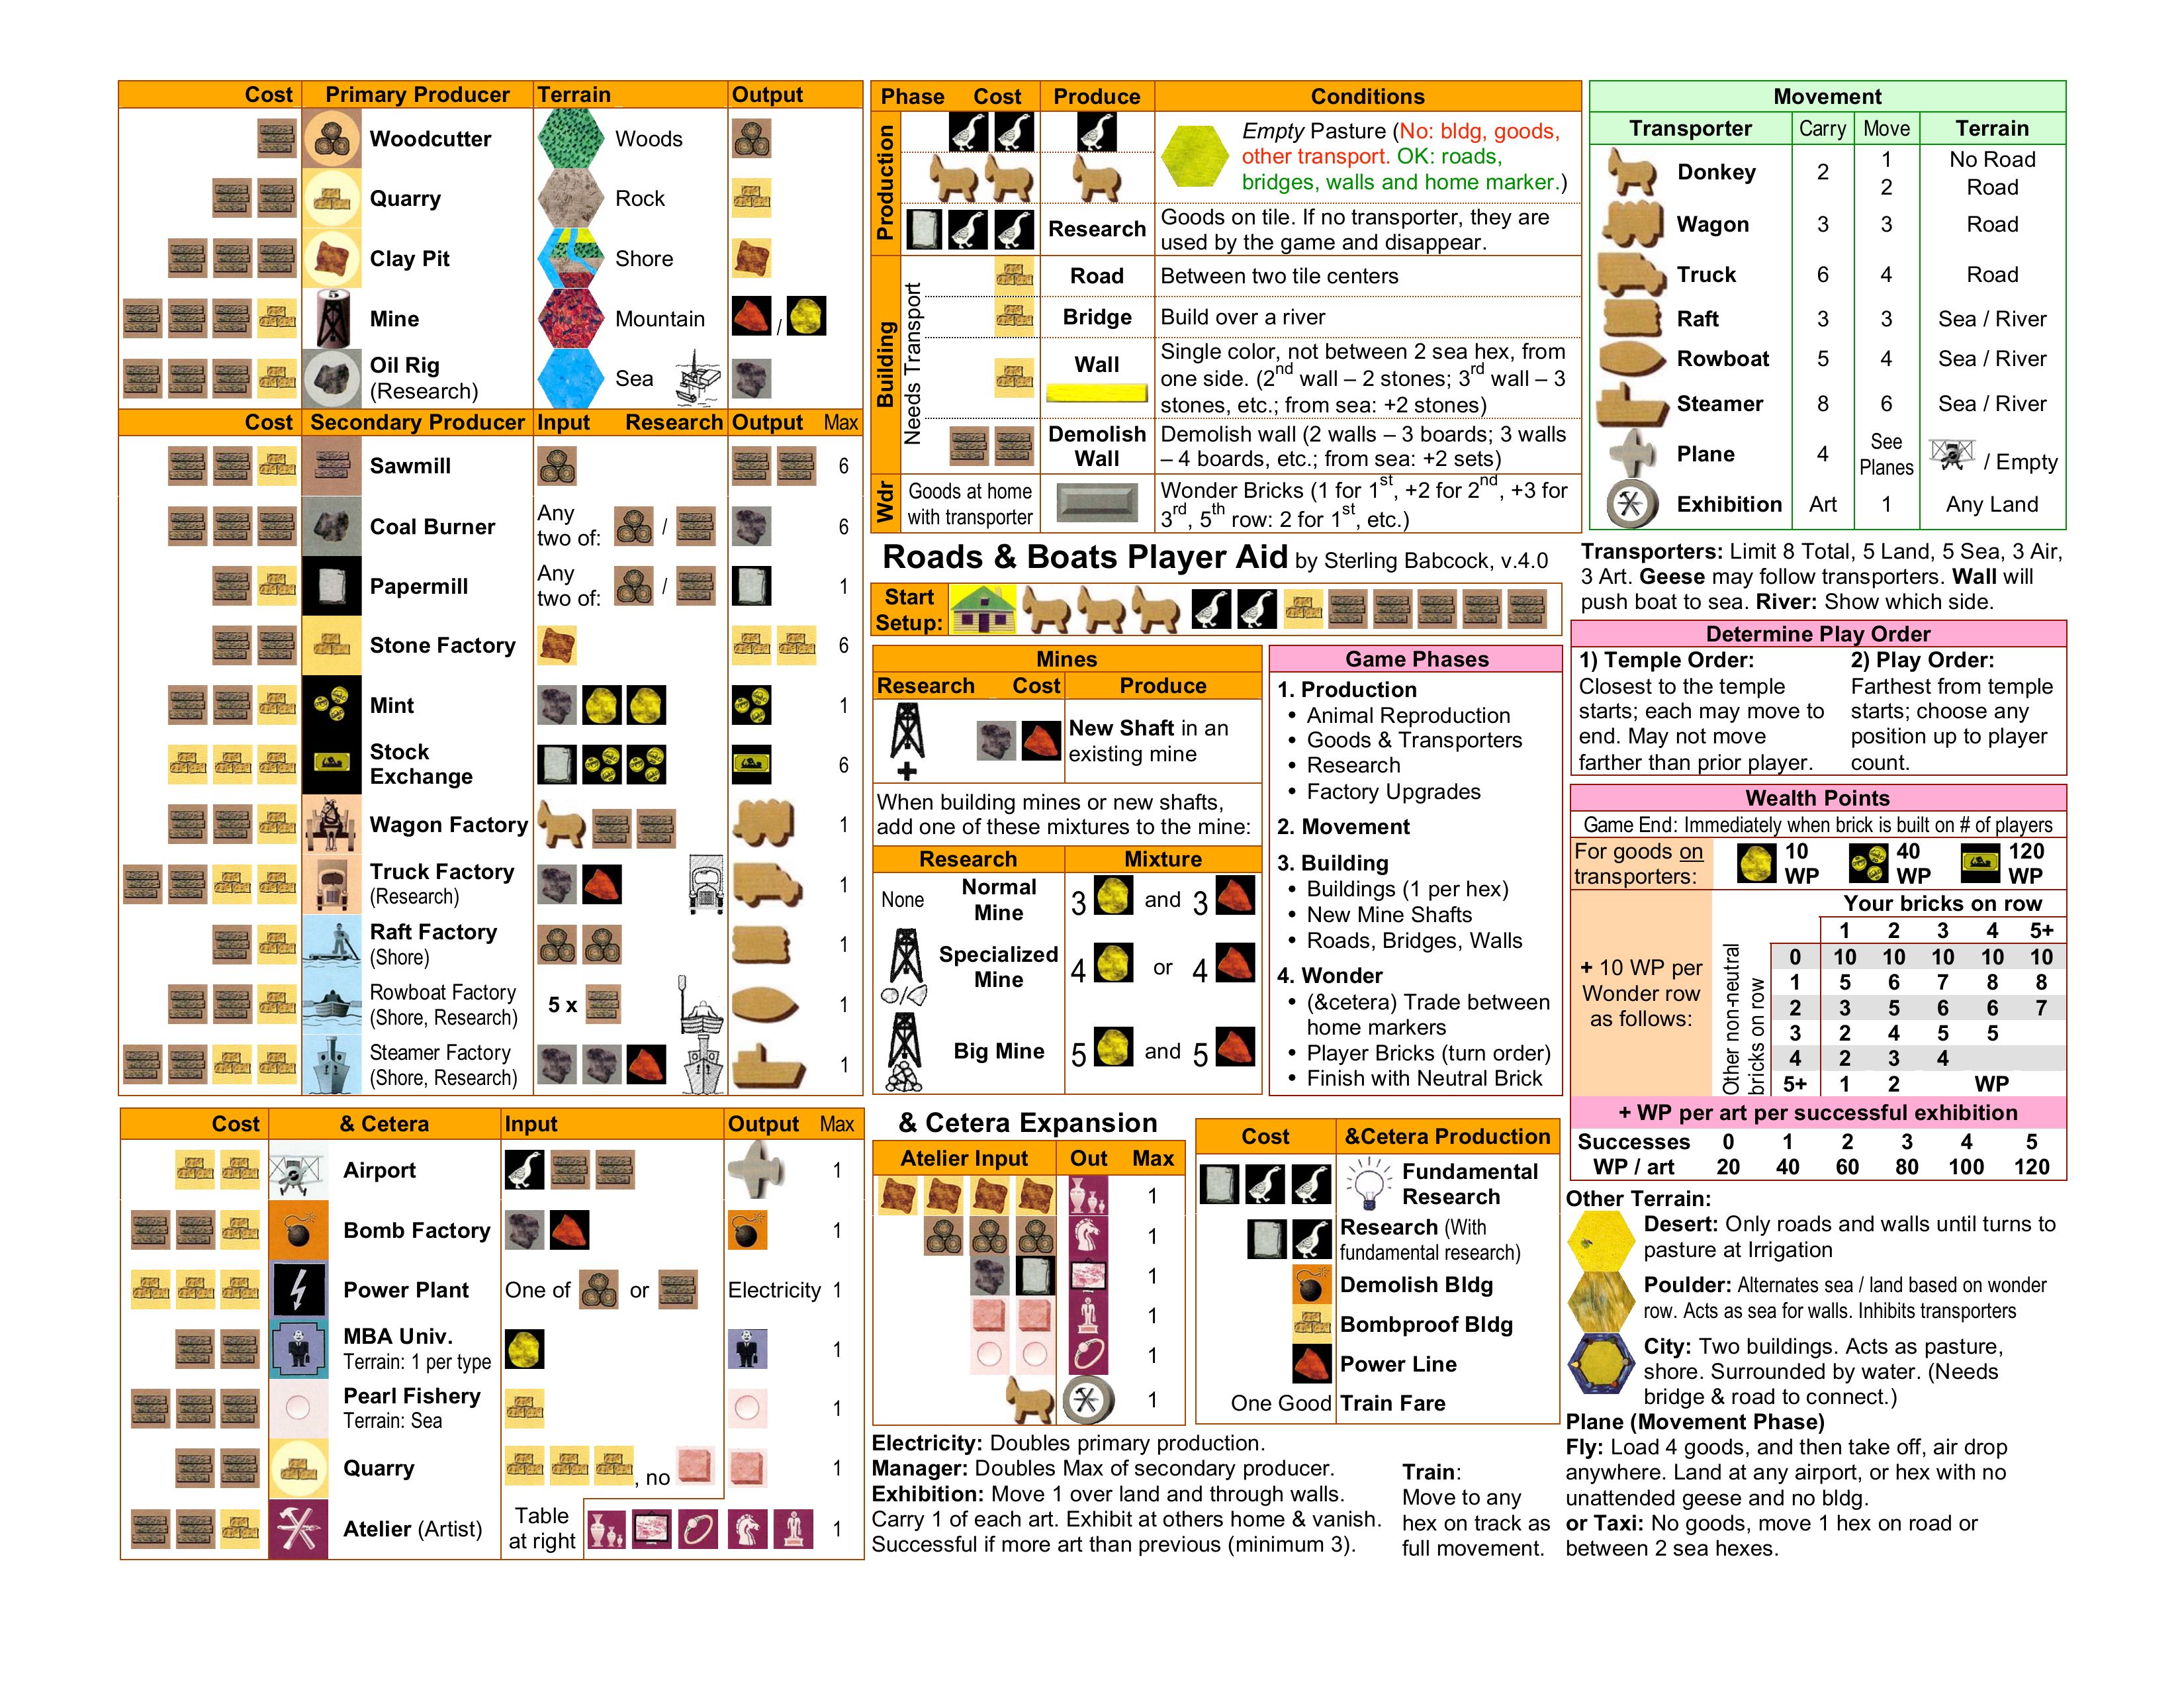 Cost Primary Producer Terrain Output
Woodcutter Woods
Quarry Rock
Clay Pit Shore
5
Mine Mountain /
Oil Rig
(Research) Sea
Cost Secondary Producer Input Research Output Max
Sawmill 6
Coal Burner Any
two of: / 6
Papermill Any
two of: / 1
Stone Factory 6
Mint 1
Stock
Exchange 6
Wagon Factory 1
Truck Factory
(Research) 1
Raft Factory
(Shore) 1
Rowboat Factory
(Shore, Research) 5 x 1
Steamer Factory
(Shore, Research) 1
Cost & Cetera Input Output Max
Airport 1
Bomb Factory 1
Power Plant One of or Electricity 1
MBA Univ.
Terrain: 1 per type 1
Pearl Fishery
Terrain: Sea 1
Quarry , no 1
Atelier (Artist) Table
at right 1
Phase Cost Produce Conditions
Production
Empty Pasture (No: bldg, goods,
other transport. OK: roads,
bridges, walls and home marker.)
Research Goods on tile. If no transporter, they are
used by the game and disappear.
Building
Needs Transport
Road Between two tile centers
Bridge Build over a river
Wall Single color, not between 2 sea hex, from
one side. (2nd wall – 2 stones; 3rd wall – 3
stones, etc.; from sea: +2 stones)
Demolish
Wall Demolish wall (2 walls – 3 boards; 3 walls
– 4 boards, etc.; from sea: +2 sets)
Wdr
Goods at home
with transporter
Wonder Bricks (1 for 1st, +2 for 2nd, +3 for
3rd, 5th row: 2 for 1st, etc.)
Roads & Boats Player Aid by Sterling Babcock, v.4.0
Start
Setup:
Mines
Research Cost Produce
New Shaft in an
existing mine
+
When building mines or new shafts,
add one of these mixtures to the mine:
Research Mixture
None Normal
Mine 3 and 3
Specialized
Mine 4 or 4
Big Mine 5 and 5
Game Phases
1. Production
• Animal Reproduction
• Goods & Transporters
• Research
• Factory Upgrades
2. Movement
3. Building
• Buildings (1 per hex)
• New Mine Shafts
• Roads, Bridges, Walls
4. Wonder
• (&cetera) Trade between
home markers
• Player Bricks (turn order)
• Finish with Neutral Brick
& Cetera Expansion
Atelier Input Out Max
1
1
1
1
1
1
Cost &Cetera Production
Fundamental
Research
Research (With
fundamental research)
Demolish Bldg
Bombproof Bldg
Power Line
One Good Train Fare
Electricity: Doubles primary production.
Manager: Doubles Max of secondary producer.
Exhibition: Move 1 over land and through walls.
Carry 1 of each art. Exhibit at others home & vanish.
Successful if more art than previous (minimum 3).
Train:
Move to any
hex on track as
full movement.
Movement
Transporter Carry Move Terrain
Donkey 2 1 No Road
2 Road
Wagon 3 3 Road
Truck 6 4 Road
Raft 3 3 Sea / River
Rowboat 5 4 Sea / River
Steamer 8 6 Sea / River
Plane 4 See
Planes / Empty
Exhibition Art 1 Any Land
Transporters: Limit 8 Total, 5 Land, 5 Sea, 3 Air,
3 Art. Geese may follow transporters. Wall will
push boat to sea. River: Show which side.
Determine Play Order
1) Temple Order:
Closest to the temple
starts; each may move to
end. May not move
farther than prior player.
2) Play Order:
Farthest from temple
starts; choose any
position up to player
count.
Wealth Points
Game End: Immediately when brick is built on # of players
For goods on
transporters:
10
WP
40
WP
120
WP
+ 10 WP per
Wonder row
as follows:
Other non-neutral
bricks on row
Your bricks on row
1 2 3 4 5+
0 10 10 10 10 10
1 5 6 7 8 8
2 3 5 6 6 7
3 2 4 5 5
4 2 3 4
5+ 1 2 WP
+ WP per art per successful exhibition
Successes 0 1 2 3 4 5
WP / art 20 40 60 80 100 120
Other Terrain:
Desert: Only roads and walls until turns to
pasture at Irrigation
Poulder: Alternates sea / land based on wonder
row. Acts as sea for walls. Inhibits transporters
City: Two buildings. Acts as pasture,
shore. Surrounded by water. (Needs
bridge & road to connect.)
Plane (Movement Phase)
Fly: Load 4 goods, and then take off, air drop
anywhere. Land at any airport, or hex with no
unattended geese and no bldg.
or Taxi: No goods, move 1 hex on road or
between 2 sea hexes.